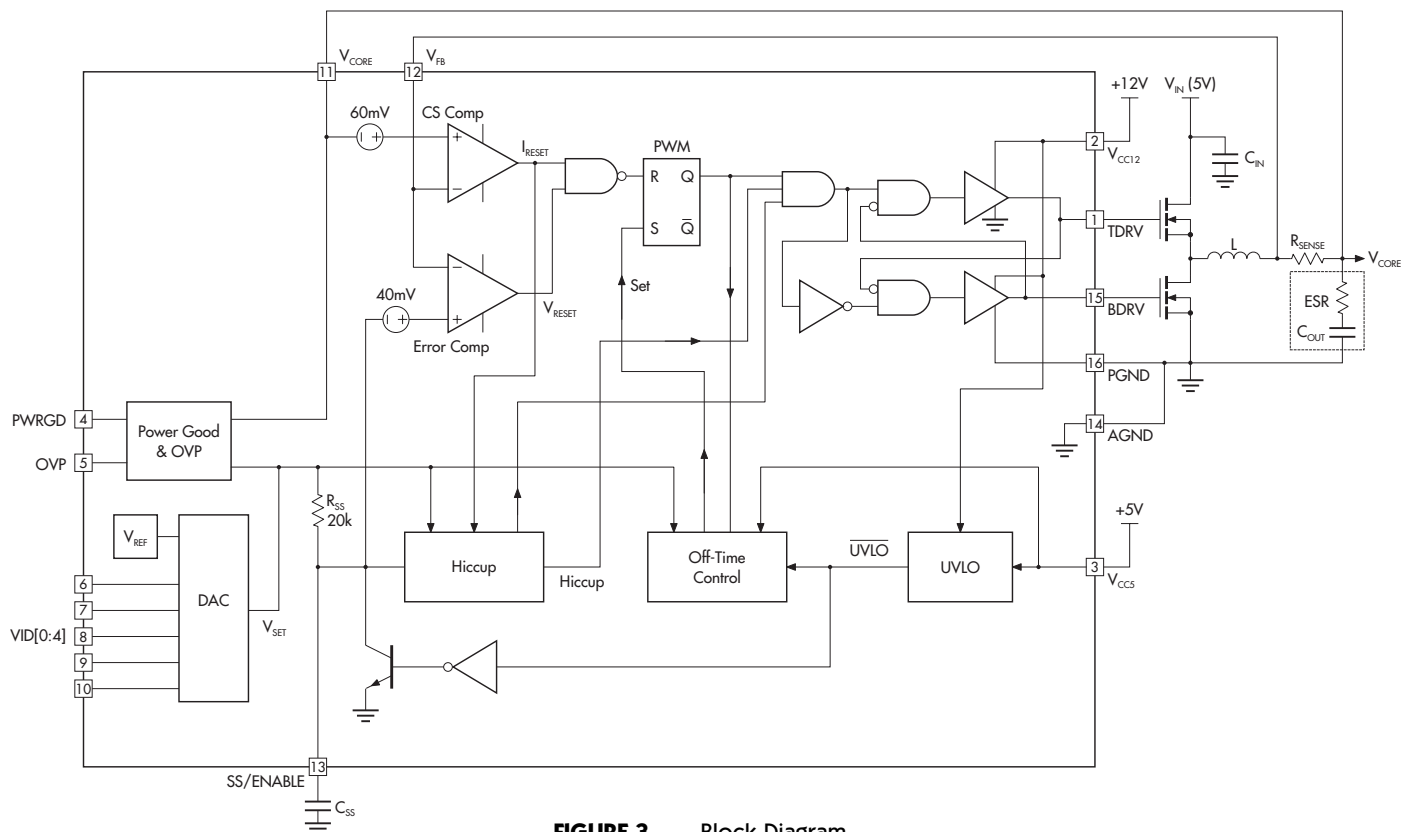 V_CORE
V_FB
11
12
+12V
V_IN (5V)
60mV
CS Comp
I_RESET
PWM
R Q
S Q̅
2
V_CC12
C_IN
1
TDRV
L
R_SENSE
V_CORE
Set
40mV
V_RESET
Error Comp
15
BDRV
ESR
C_OUT
16
PGND
14
AGND
PWRGD
4
OVP
5
Power Good
& OVP
R_SS
20k
+5V
V_REF
Hiccup
Hiccup
Off-Time
Control
U̅V̅L̅O̅
UVLO
3
V_CC5
DAC
V_SET
6
7
VID[0:4]
8
9
10
13
SS/ENABLE
C_SS
FIGURE 3. Block Diagram